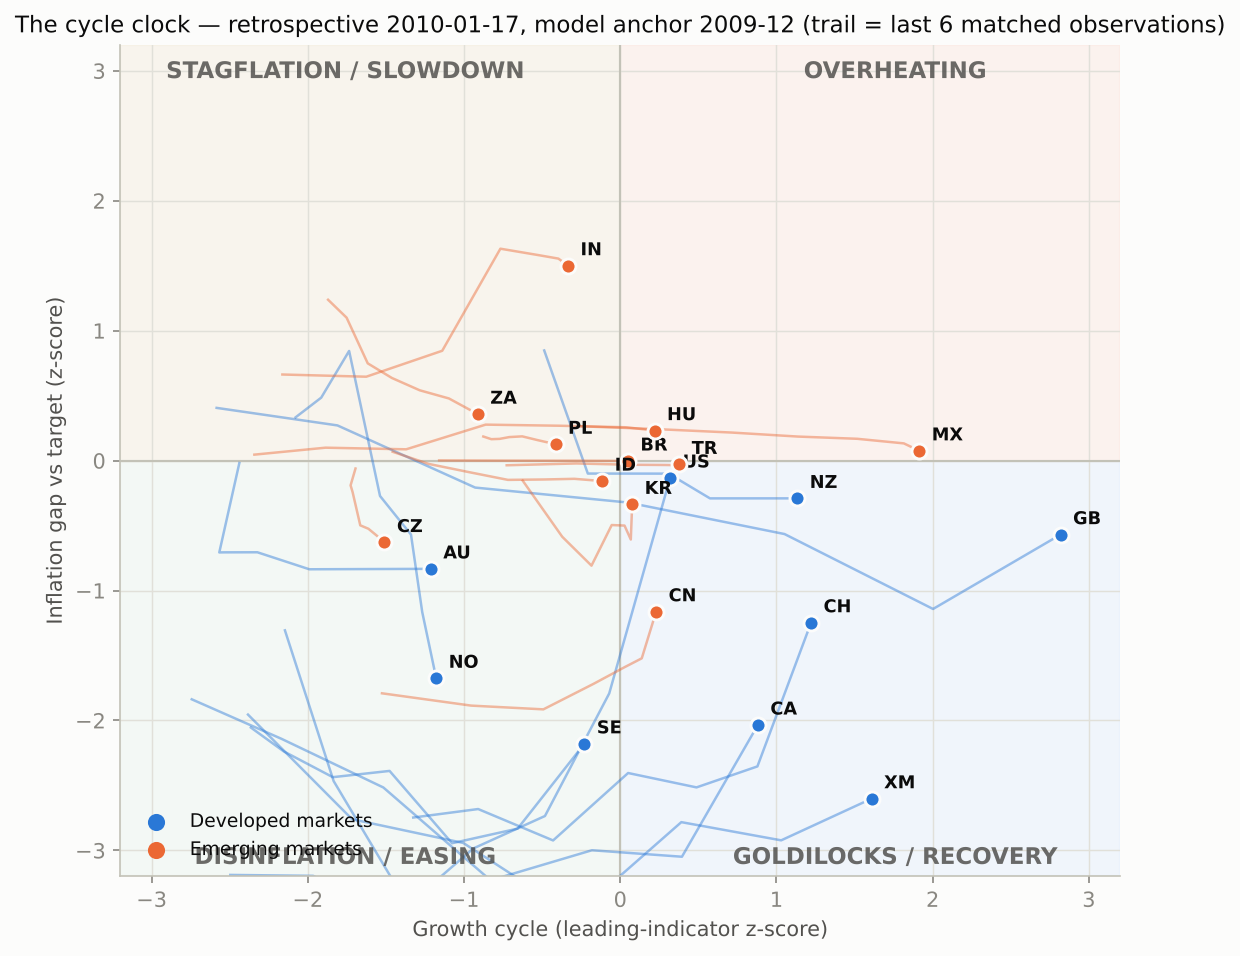 The cycle clock — retrospective 2010-01-17, model anchor 2009-12 (trail = last 6 matched observations)
STAGFLATION / SLOWDOWN
OVERHEATING
3
2
1
0
−1
−2
−3
Inflation gap vs target (z-score)
IN
ZA
HU
PL
MX
BR
TR
US
ID
KR
NZ
GB
CZ
AU
CN
CH
NO
CA
SE
XM
Developed markets
Emerging markets
DISINFLATION / EASING
GOLDILOCKS / RECOVERY
−3
−2
−1
0
1
2
3
Growth cycle (leading-indicator z-score)